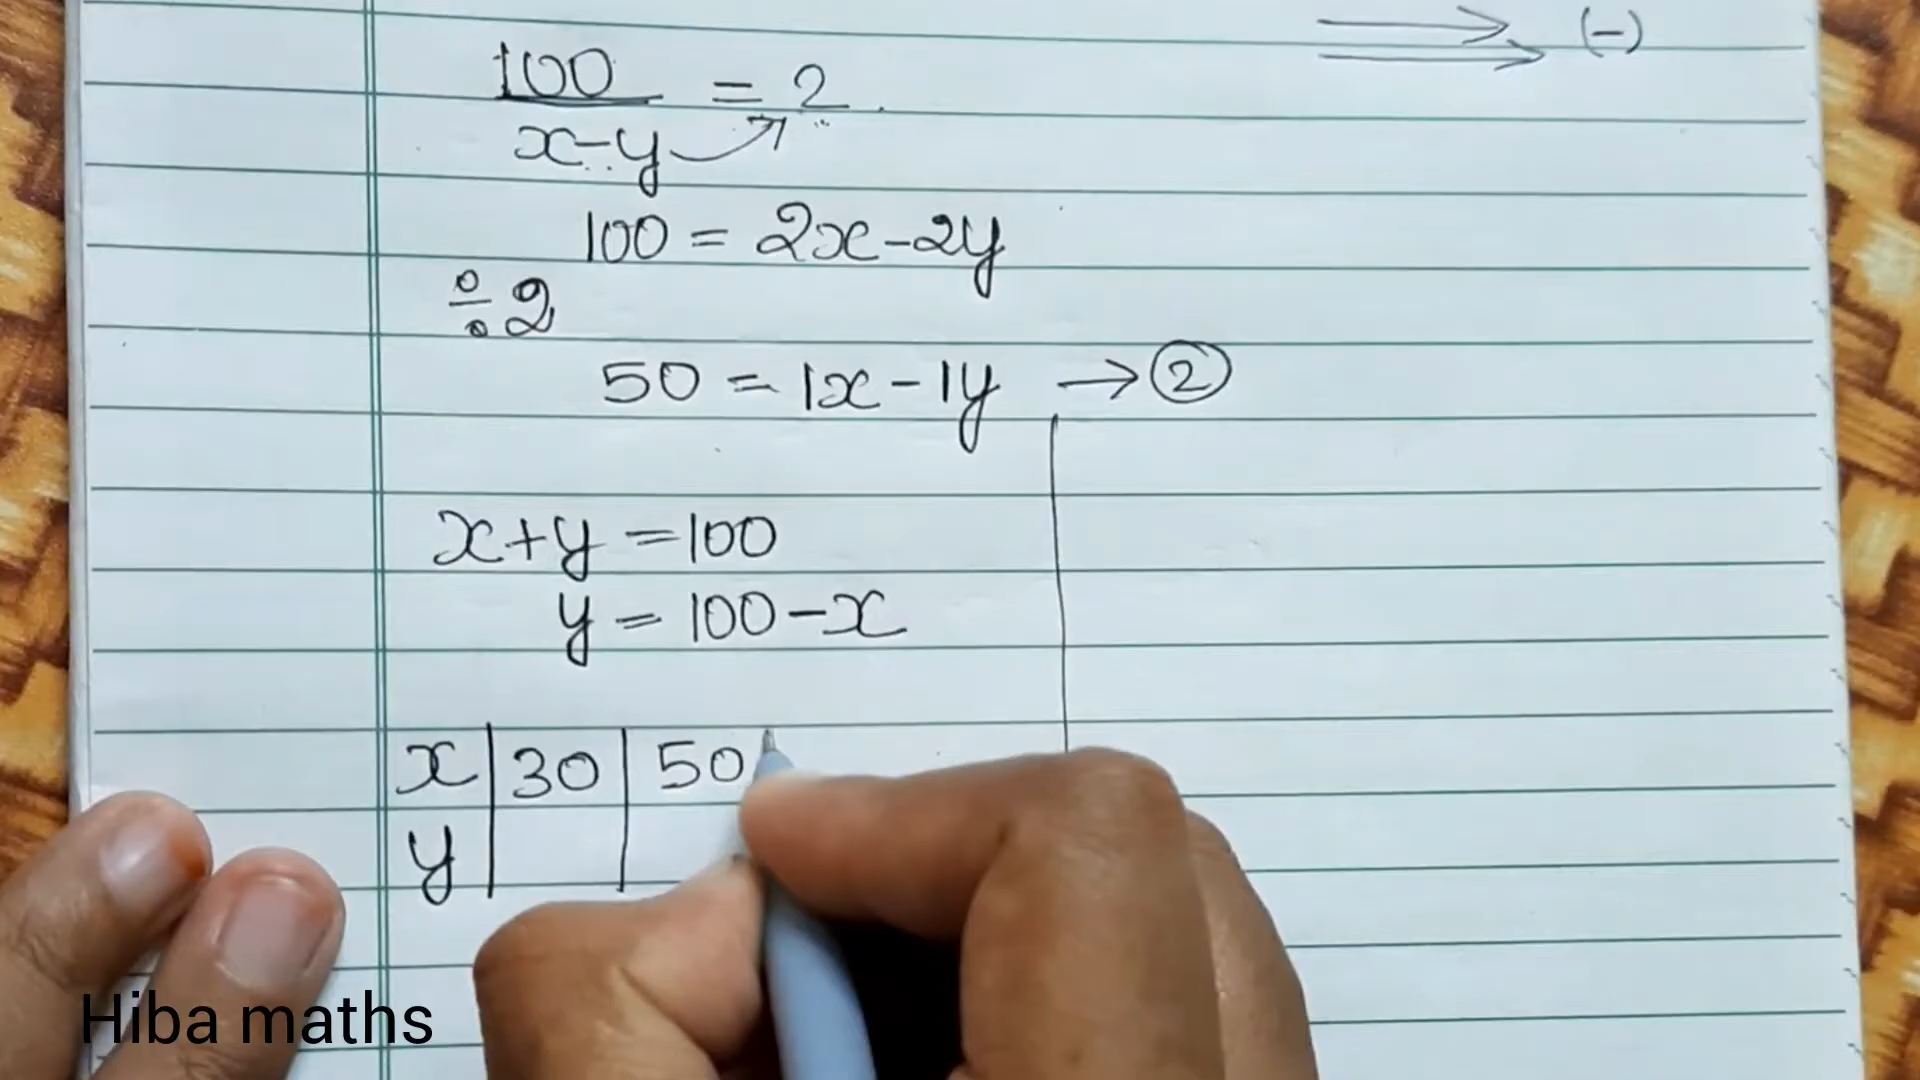 (-)
100 = 2
x-y
100 = 2x-2y
÷2
50 = 1x-1y → 2
x+y = 100
y = 100-x
x 30 50
y
Hiba maths